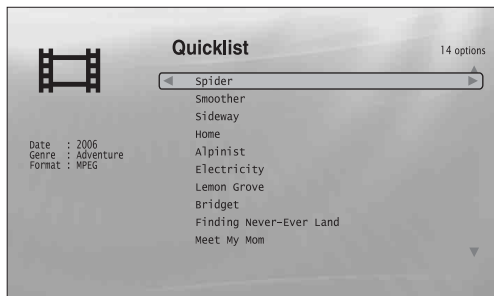 Quicklist
14 options
Spider
Smoother
Sideway
Home
Alpinist
Electricity
Lemon Grove
Bridget
Finding Never-Ever Land
Meet My Mom
Date : 2006
Genre : Adventure
Format : MPEG